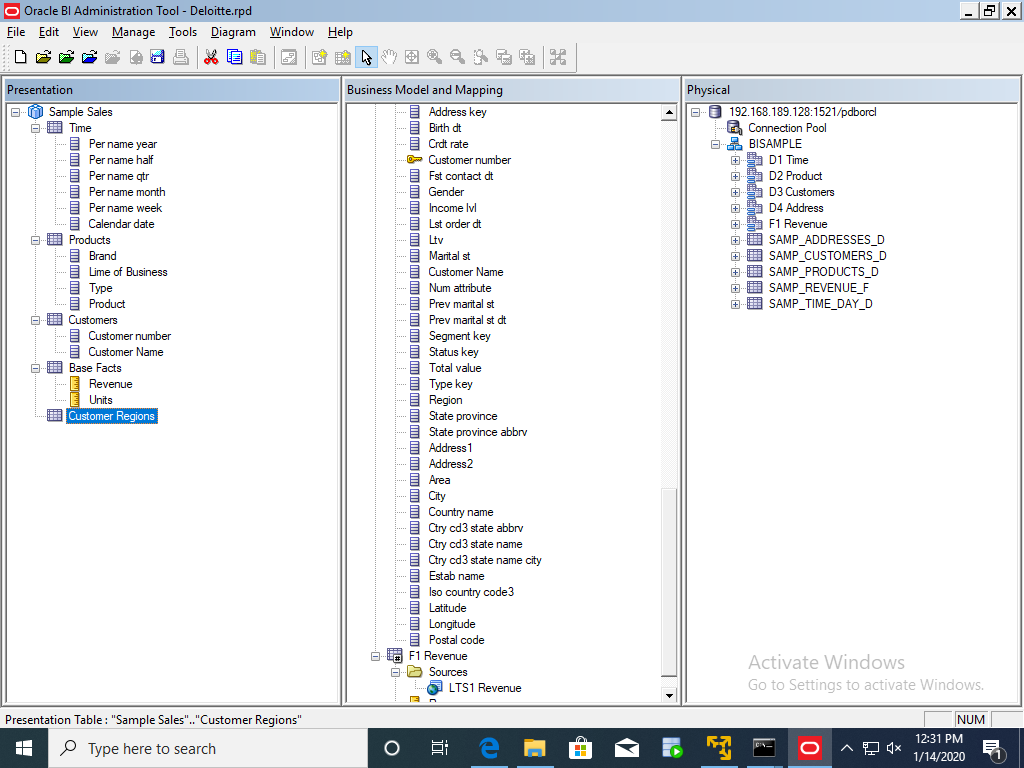 Oracle BI Administration Tool - Deloitte.rpd
File Edit View Manage Tools Diagram Window Help
Presentation
Sample Sales
Time
Per name year
Per name half
Per name qtr
Per name month
Per name week
Calendar date
Products
Brand
Lime of Business
Type
Product
Customers
Customer number
Customer Name
Base Facts
Revenue
Units
Customer Regions
Business Model and Mapping
Address key
Birth dt
Crdt rate
Customer number
Fst contact dt
Gender
Income lvl
Lst order dt
Ltv
Marital st
Customer Name
Num attribute
Prev marital st
Prev marital st dt
Segment key
Status key
Total value
Type key
Region
State province
State province abbrv
Address1
Address2
Area
City
Country name
Ctry cd3 state abbrv
Ctry cd3 state name
Ctry cd3 state name city
Estab name
Iso country code3
Latitude
Longitude
Postal code
F1 Revenue
Sources
LTS1 Revenue
Physical
192.168.189.128:1521/pdborcl
Connection Pool
BISAMPLE
D1 Time
D2 Product
D3 Customers
D4 Address
F1 Revenue
SAMP_ADDRESSES_D
SAMP_CUSTOMERS_D
SAMP_PRODUCTS_D
SAMP_REVENUE_F
SAMP_TIME_DAY_D
Activate Windows
Go to Settings to activate Windows.
Presentation Table : "Sample Sales".."Customer Regions"
NUM
Type here to search
12:31 PM
1/14/2020
1